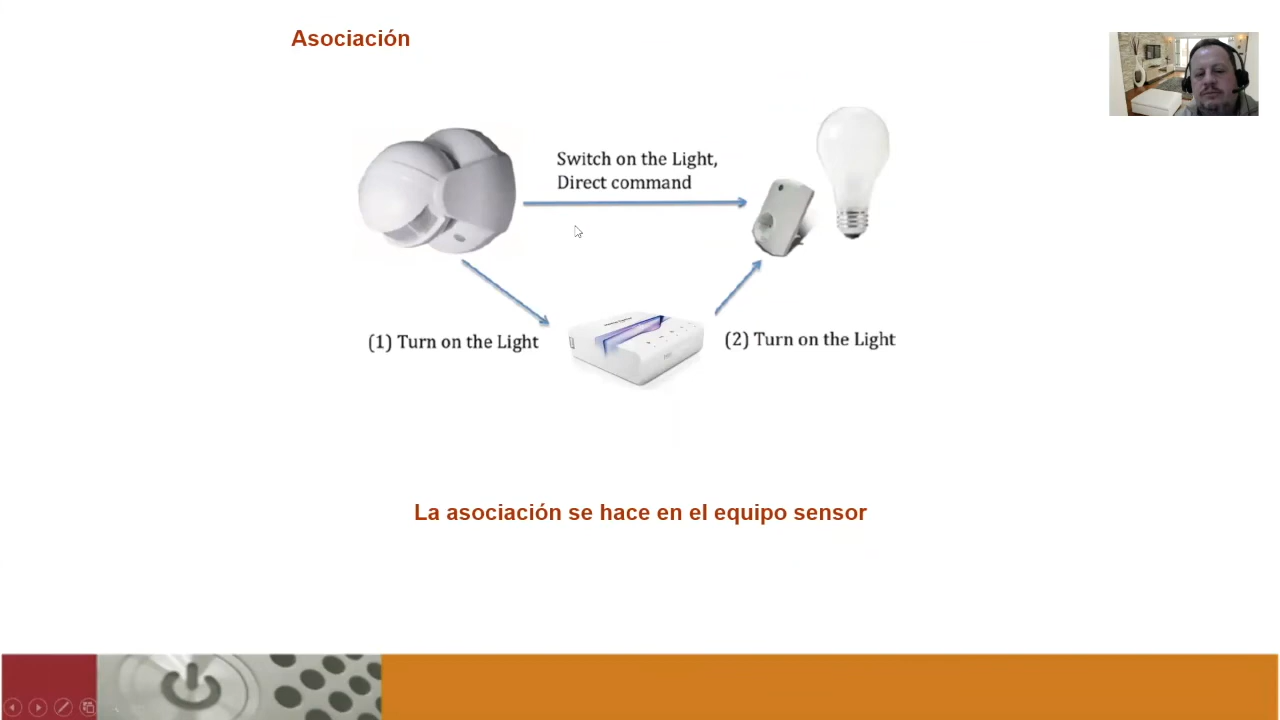 Asociación
Switch on the Light,
Direct command
(1) Turn on the Light
(2) Turn on the Light
La asociación se hace en el equipo sensor